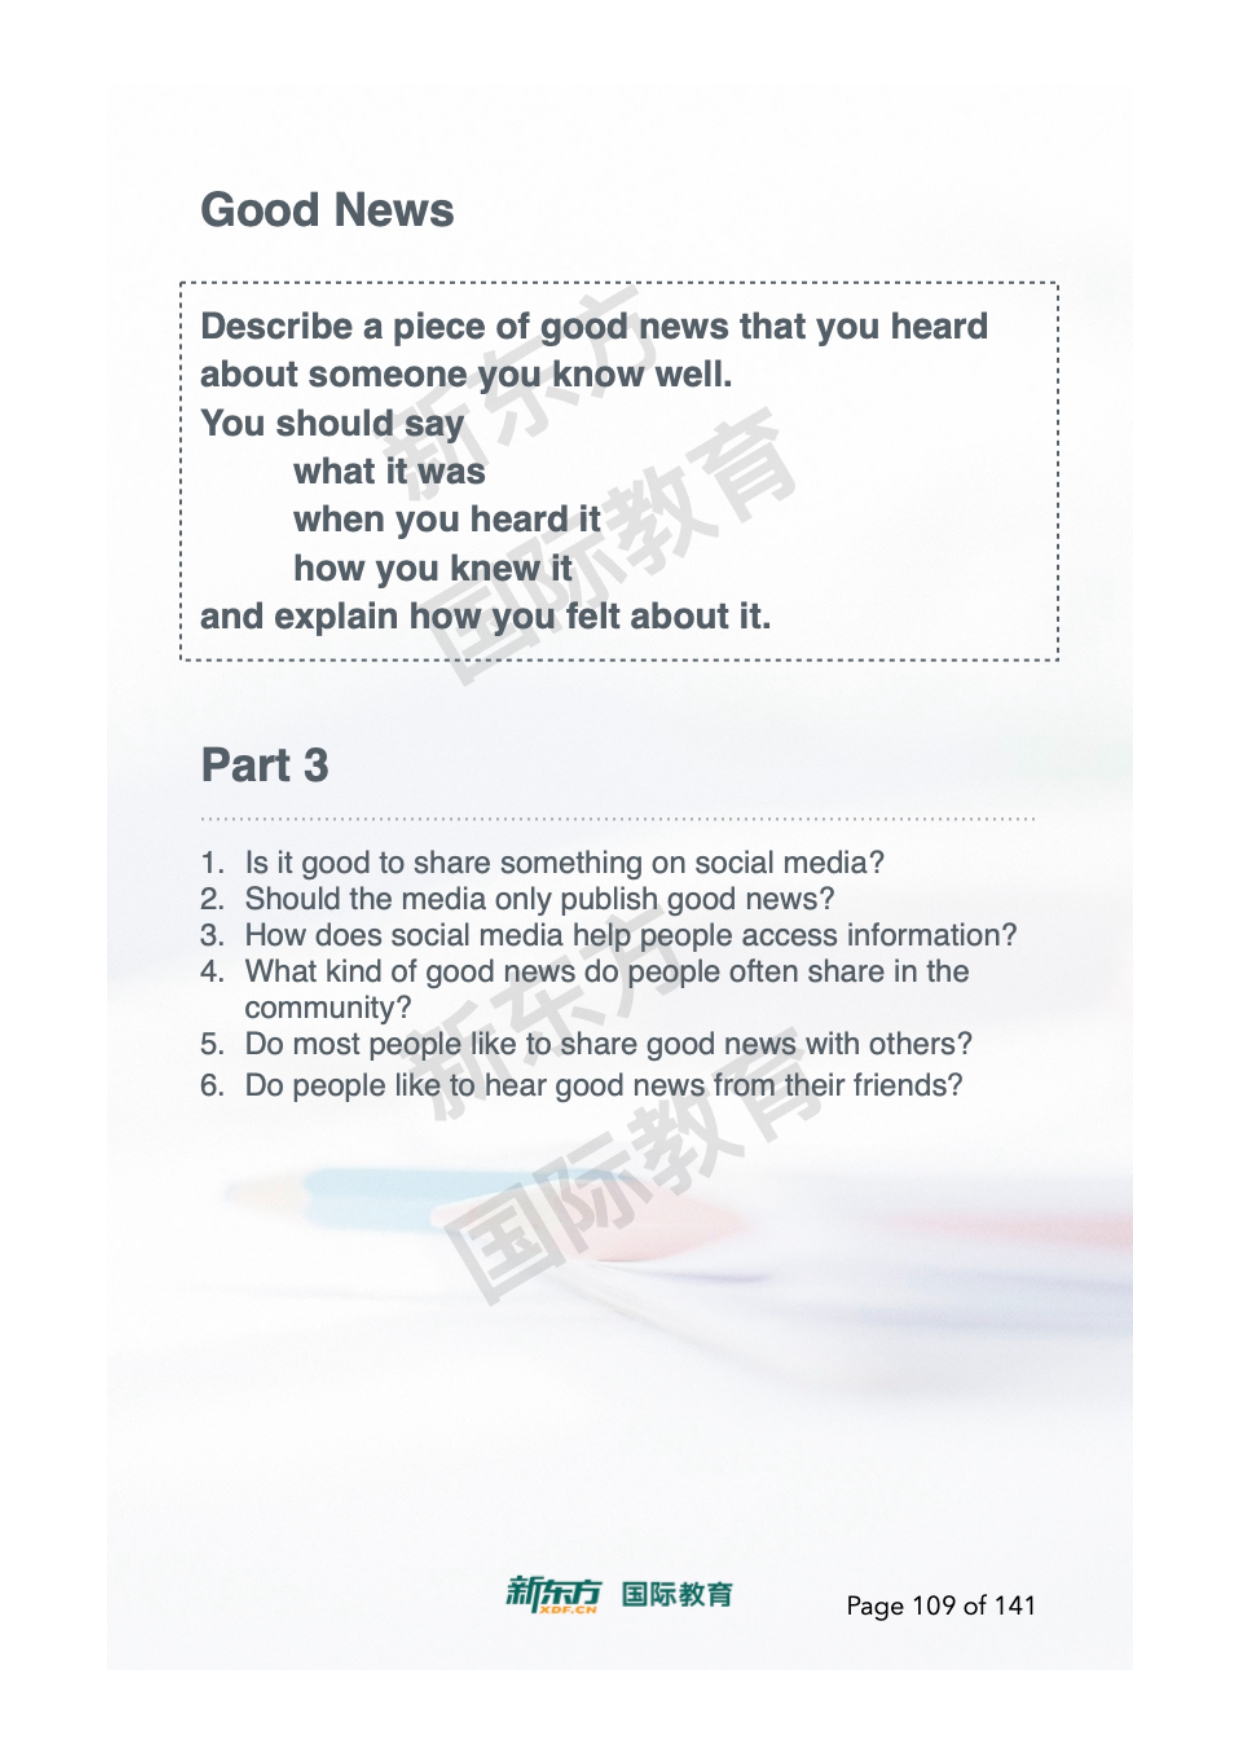 Good News
Describe a piece of good news that you heard
about someone you know well.
You should say
what it was
when you heard it
how you knew it
and explain how you felt about it.
新东方
国际教育
Part 3
1. Is it good to share something on social media?
2. Should the media only publish good news?
3. How does social media help people access information?
4. What kind of good news do people often share in the
community?
5. Do most people like to share good news with others?
6. Do people like to hear good news from their friends?
新东方
国际教育
新东方 国际教育
XDF.CN
Page 109 of 141